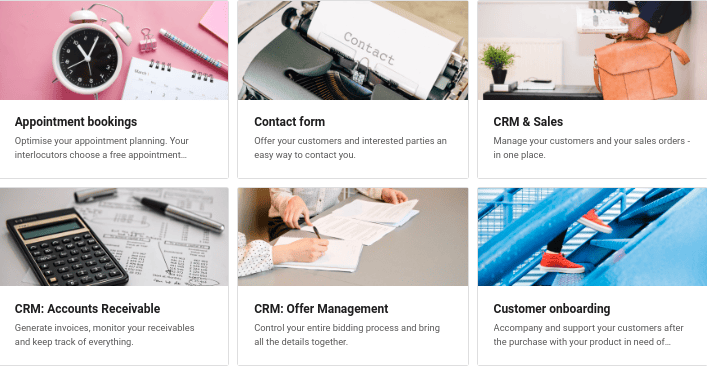 Contact
Appointment bookings
Optimise your appointment planning. Your
interlocutors choose a free appointment...
Contact form
Offer your customers and interested parties an
easy way to contact you.
CRM & Sales
Manage your customers and your sales orders -
in one place.
CRM: Accounts Receivable
Generate invoices, monitor your receivables
and keep track of everything.
CRM: Offer Management
Control your entire bidding process and bring
all the details together.
Customer onboarding
Accompany and support your customers after
the purchase with your product in need of...